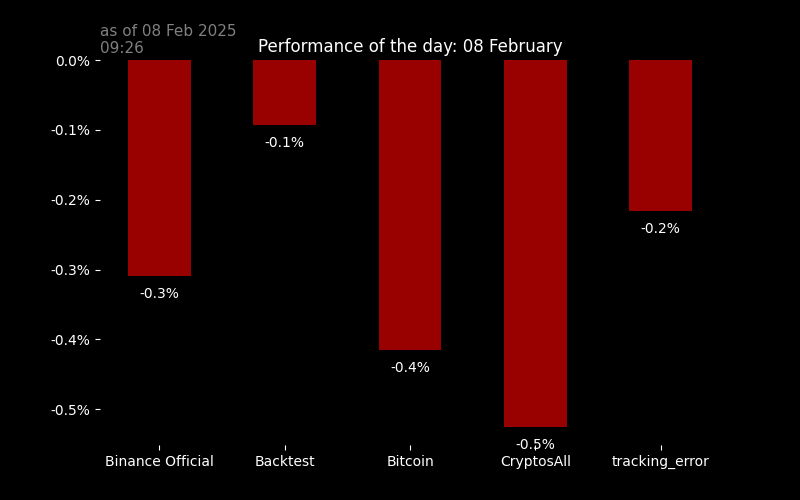 as of 08 Feb 2025
09:26
Performance of the day: 08 February
0.0%
-0.1%
-0.2%
-0.3%
-0.4%
-0.5%
-0.3%
-0.1%
-0.4%
-0.5%
-0.2%
Binance Official
Backtest
Bitcoin
CryptosAll
tracking_error